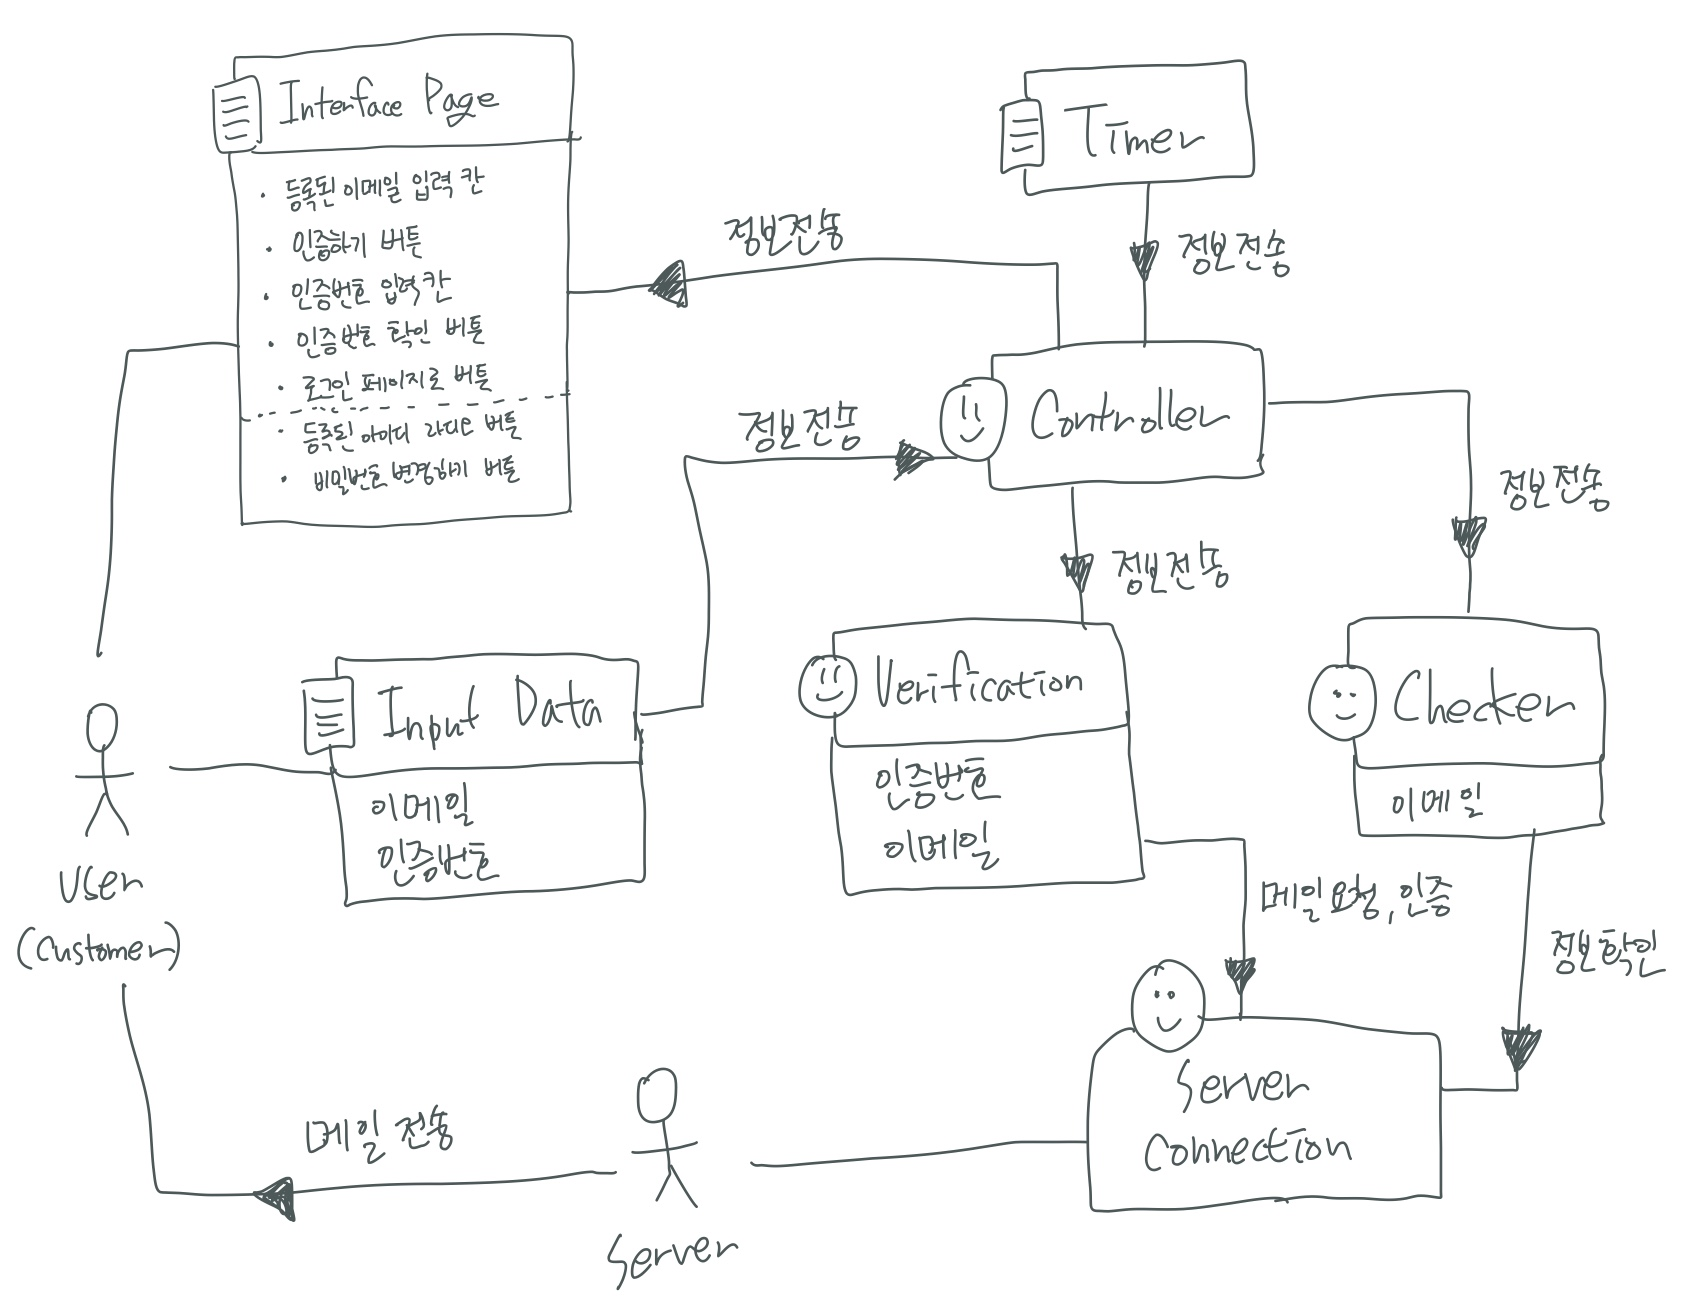 Interface Page
· 등록된 이메일 입력 칸
· 인증하기 버튼
· 인증번호 입력 칸
· 인증번호 확인 버튼
· 로그인 페이지로 버튼
· 등록된 아이디 라디오 버튼
· 비밀번호 변경하기 버튼
Timer
정보전송
정보전송
Controller
정보전송
정보전송
정보전송
Input Data
이메일
인증번호
Verification
인증번호
이메일
Checker
이메일
User
(Customer)
메일 요청, 인증
정보확인
Server
Connection
메일 전송
Server